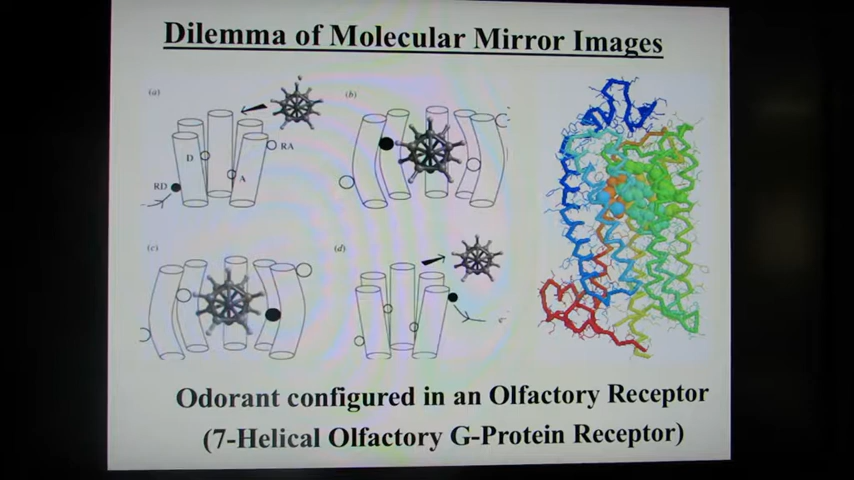 Dilemma of Molecular Mirror Images
(a)
(b)
D
RA
A
RD
(c)
(d)
Odorant configured in an Olfactory Receptor
(7-Helical Olfactory G-Protein Receptor)